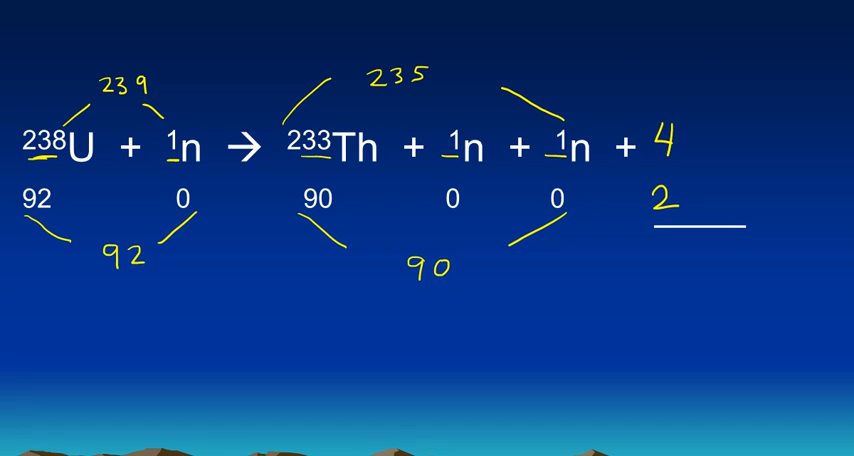 239 235
238U + 1n → 233Th + 1n + 1n + 4
92 0 90 0 0 2
92 90